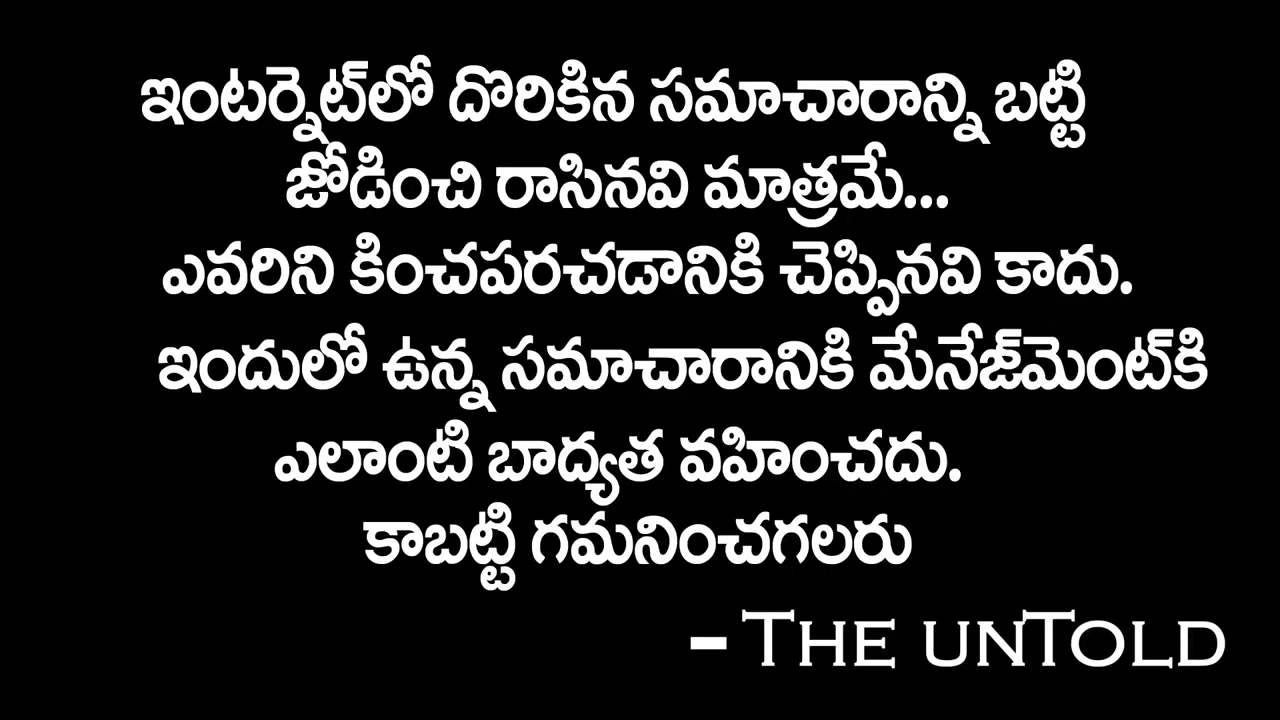 ఇంటర్నెట్‌లో దొరికిన సమాచారాన్ని బట్టి
జోడించి రాసినవి మాత్రమే...
ఎవరిని కించపరచడానికి చెప్పినవి కాదు.
ఇందులో ఉన్న సమాచారానికి మేనేజ్‌మెంట్‌కి
ఎలాంటి బాద్యత వహించదు.
కాబట్టి గమనించగలరు
- THE UNTOLD